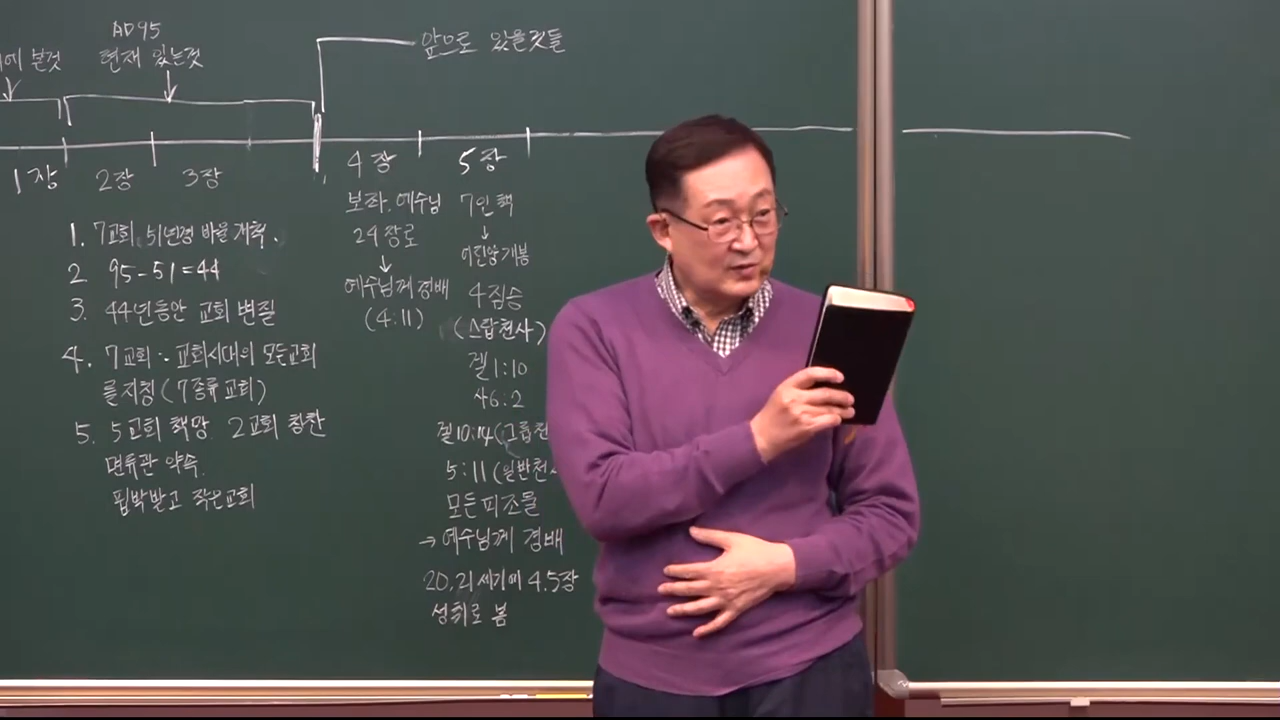 AD95
에 본것 현재 있는것 앞으로 있을것들
1장 2장 3장 4장 5장
1. 7교회, 51년경 바울 개척.
2. 95-51=44
3. 44년동안 교회 변질
4. 7교회 ∵ 교회시대의 모든교회
를 지칭 (7종류 교회)
5. 5교회 책망. 2교회 칭찬
면류관 약속.
핍박받고 작은교회
보좌. 예수님
24장로
↓
예수님께 경배
(4:11)
7인 책
↓
어린양 개봉
4짐승
(스랍천사)
겔1:10
46:2
겔10:14(그룹천
5:11 (일반천사
모든피조물
→ 예수님께 경배
20,21세기에 4.5장
성취로 봄